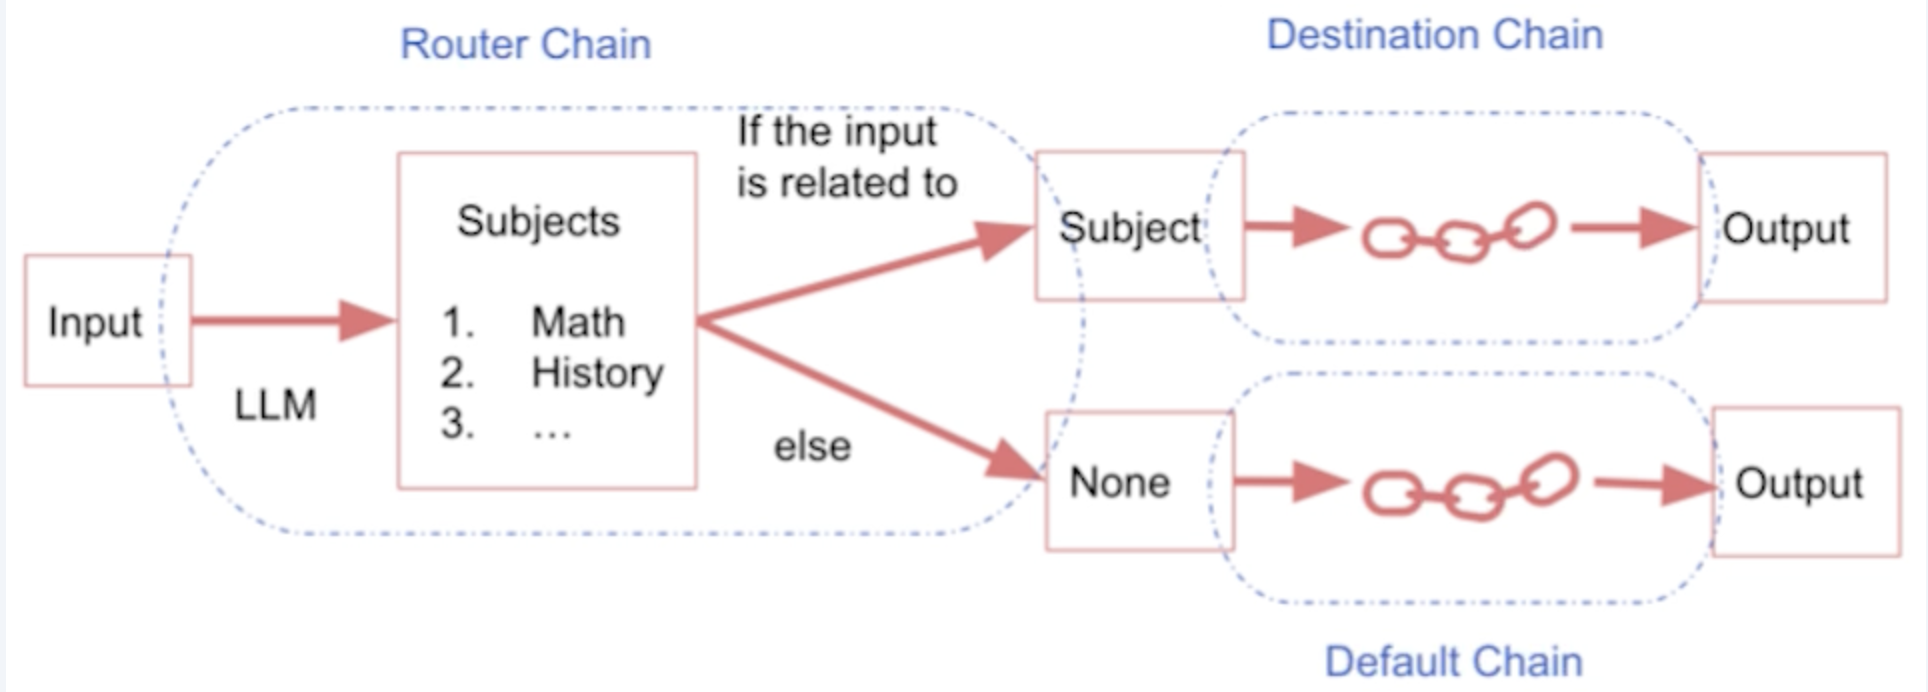 Router Chain
Destination Chain
If the input
is related to
Subjects
1. Math
2. History
3. ...
Input
LLM
else
Subject
Output
None
Output
Default Chain